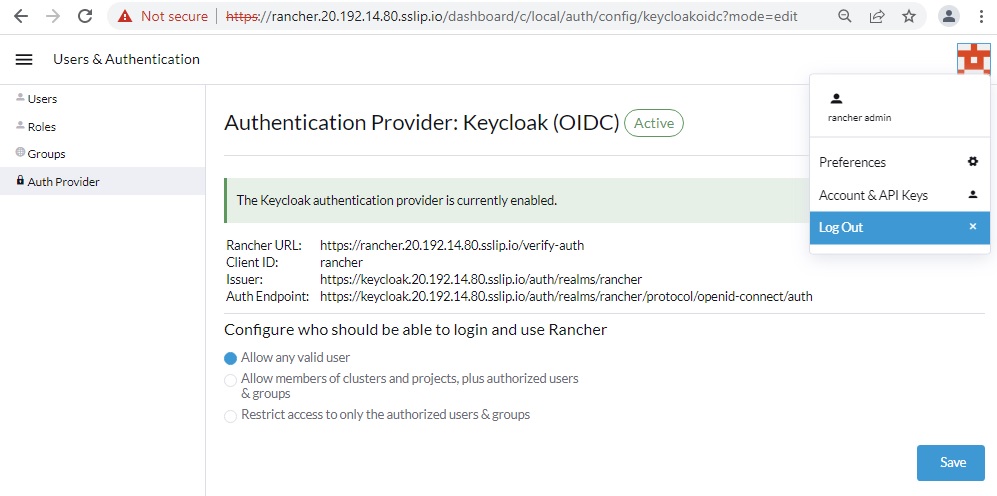 Not secure
https://rancher.20.192.14.80.sslip.io/dashboard/c/local/auth/config/keycloakoidc?mode=edit
Users & Authentication
Users
Roles
Groups
Auth Provider
Authentication Provider: Keycloak (OIDC) Active
The Keycloak authentication provider is currently enabled.
Rancher URL: https://rancher.20.192.14.80.sslip.io/verify-auth
Client ID: rancher
Issuer: https://keycloak.20.192.14.80.sslip.io/auth/realms/rancher
Auth Endpoint: https://keycloak.20.192.14.80.sslip.io/auth/realms/rancher/protocol/openid-connect/auth
Configure who should be able to login and use Rancher
Allow any valid user
Allow members of clusters and projects, plus authorized users
& groups
Restrict access to only the authorized users & groups
Save
rancher admin
Preferences
Account & API Keys
Log Out